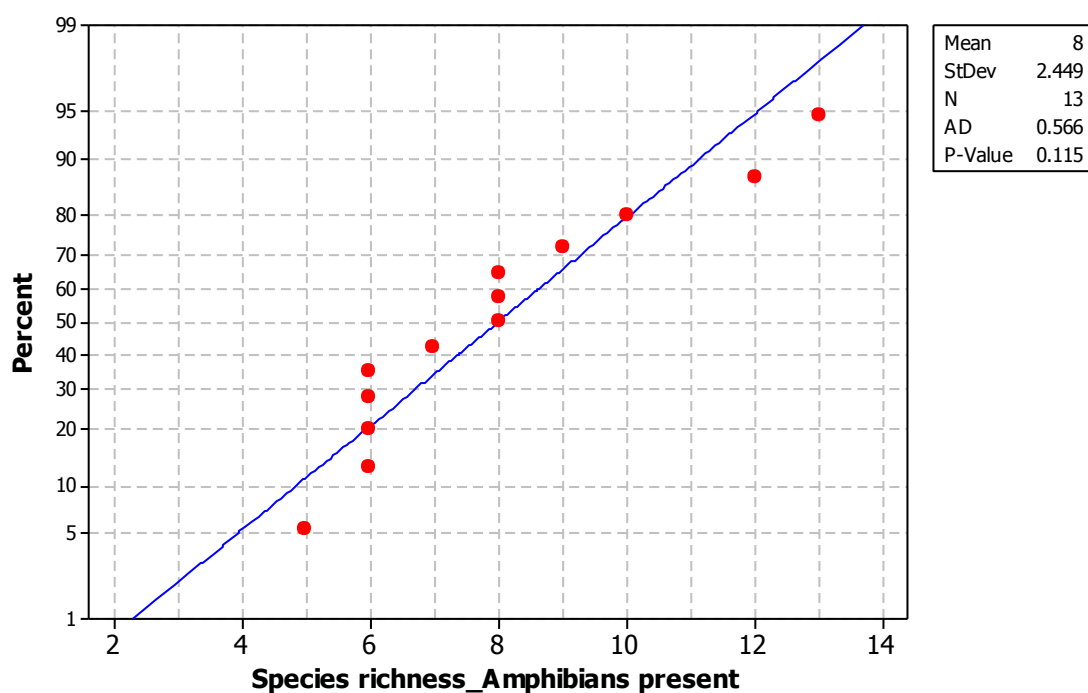 99
95
90
80
70
60
50
40
30
20
10
5
1
Percent
2 4 6 8 10 12 14
Species richness_Amphibians present
Mean 8
StDev 2.449
N 13
AD 0.566
P-Value 0.115